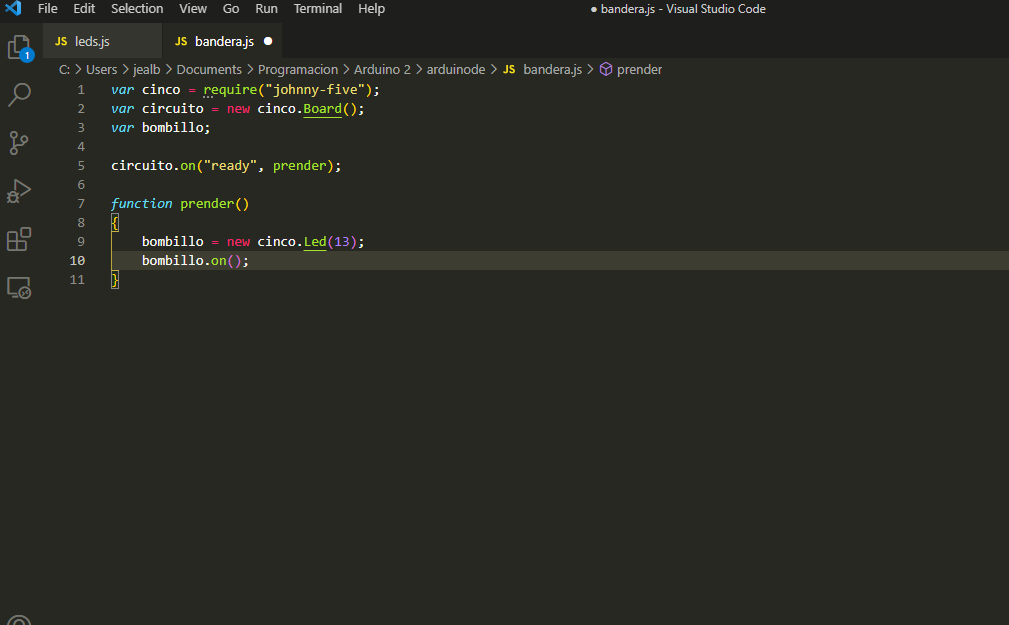 File Edit Selection View Go Run Terminal Help ● bandera.js - Visual Studio Code
JS leds.js JS bandera.js ●
1
C: > Users > jealb > Documents > Programacion > Arduino 2 > arduinode > JS bandera.js > prender
1 var cinco = require("johnny-five");
2 var circuito = new cinco.Board();
3 var bombillo;
4
5 circuito.on("ready", prender);
6
7 function prender()
8 {
9     bombillo = new cinco.Led(13);
10     bombillo.on();
11 }